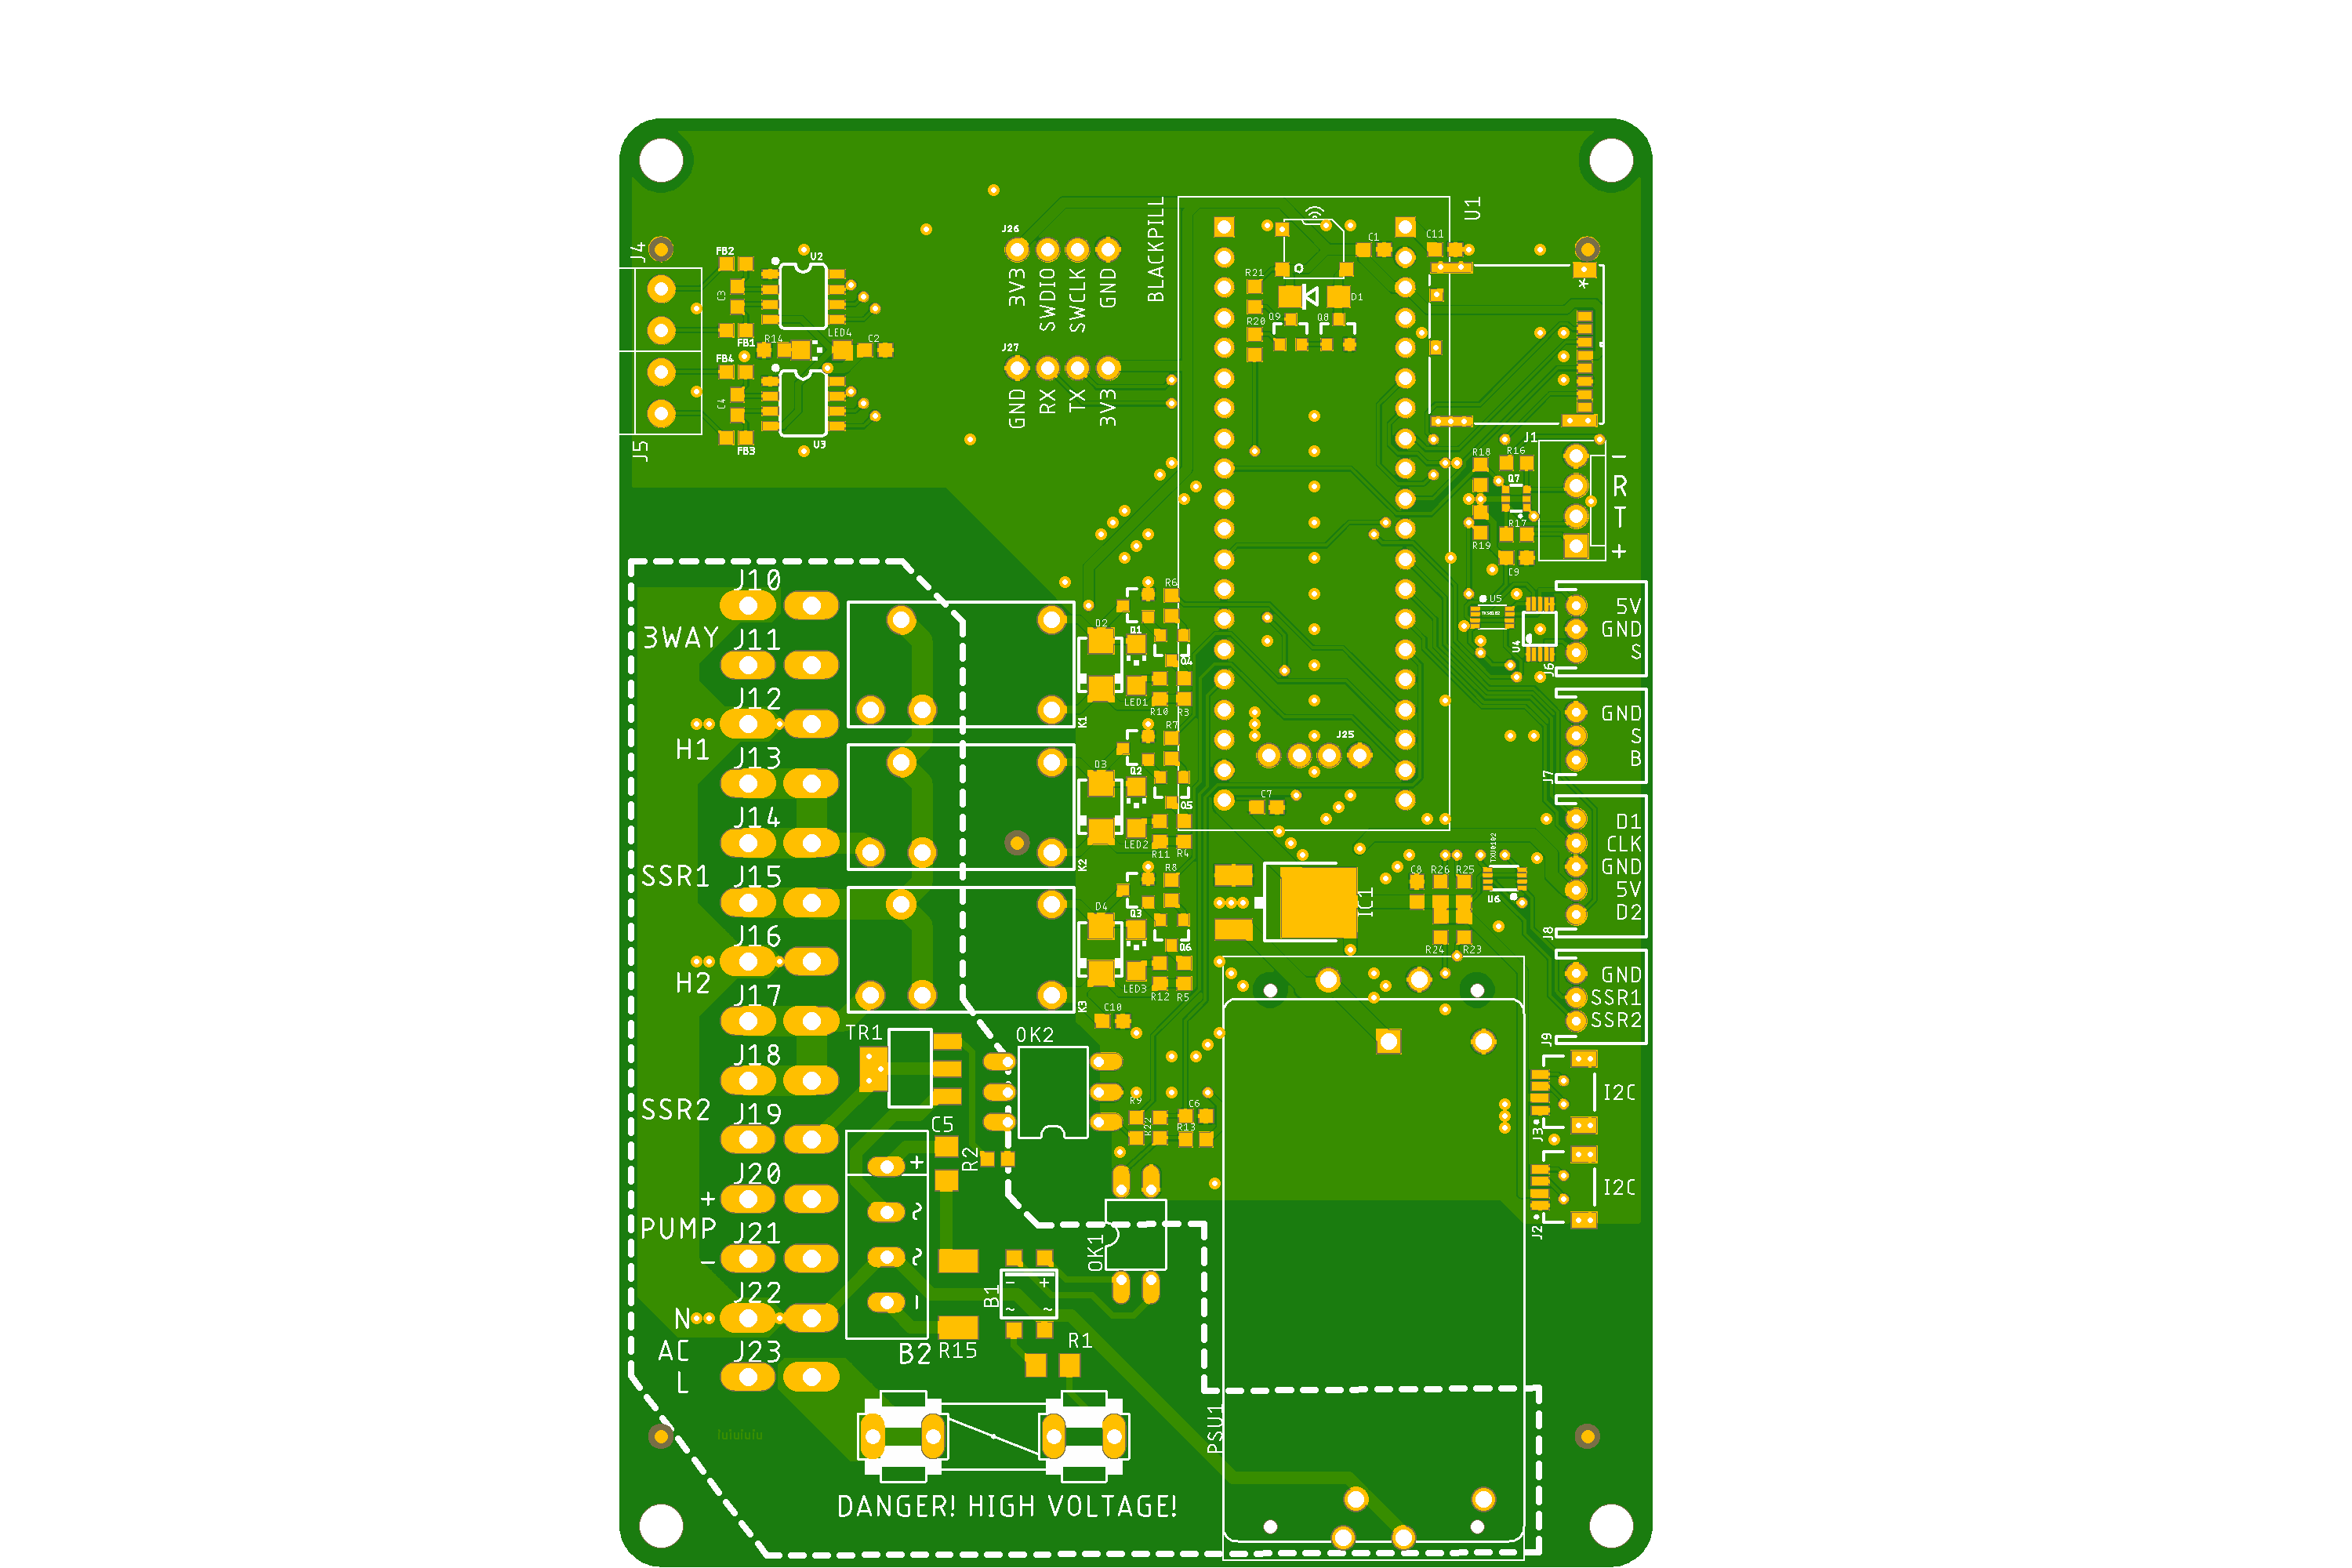 BLACKPILL
U1
J4
FB2
U2
J26
C1
C11
3V3
SWDIO
SWCLK
GND
R21
C3
D1
*
Q9
Q8
R20
FB1
R14
LED4
C2
J27
FB4
C4
GND
RX
TX
3V3
J5
FB3
U3
J1
-
R
T
+
R18
R16
Q7
R17
R19
C9
J10
3WAY
J11
J12
H1
J13
J14
SSR1
J15
J16
H2
J17
J18
SSR2
J19
J20
+
PUMP
J21
-
J22
N
AC
J23
L
R6
D2
Q1
Q4
LED1
R10
R3
K1
R7
D3
Q2
Q5
LED2
R11
R4
K2
R8
D4
Q3
Q6
LED3
R12
R5
K3
C10
J25
C7
U5
U4
5V
GND
S
J6
GND
S
B
J7
D1
CLK
GND
5V
D2
J8
TXU0102
C8
R26
R25
U6
R24
R23
IC1
GND
SSR1
SSR2
J9
I2C
J3
I2C
J2
TR1
OK2
C5
R2
R9
R22
R13
C6
+
~
~
-
B2
R15
B1
-
+
~
~
OK1
R1
PSU1
DANGER! HIGH VOLTAGE!